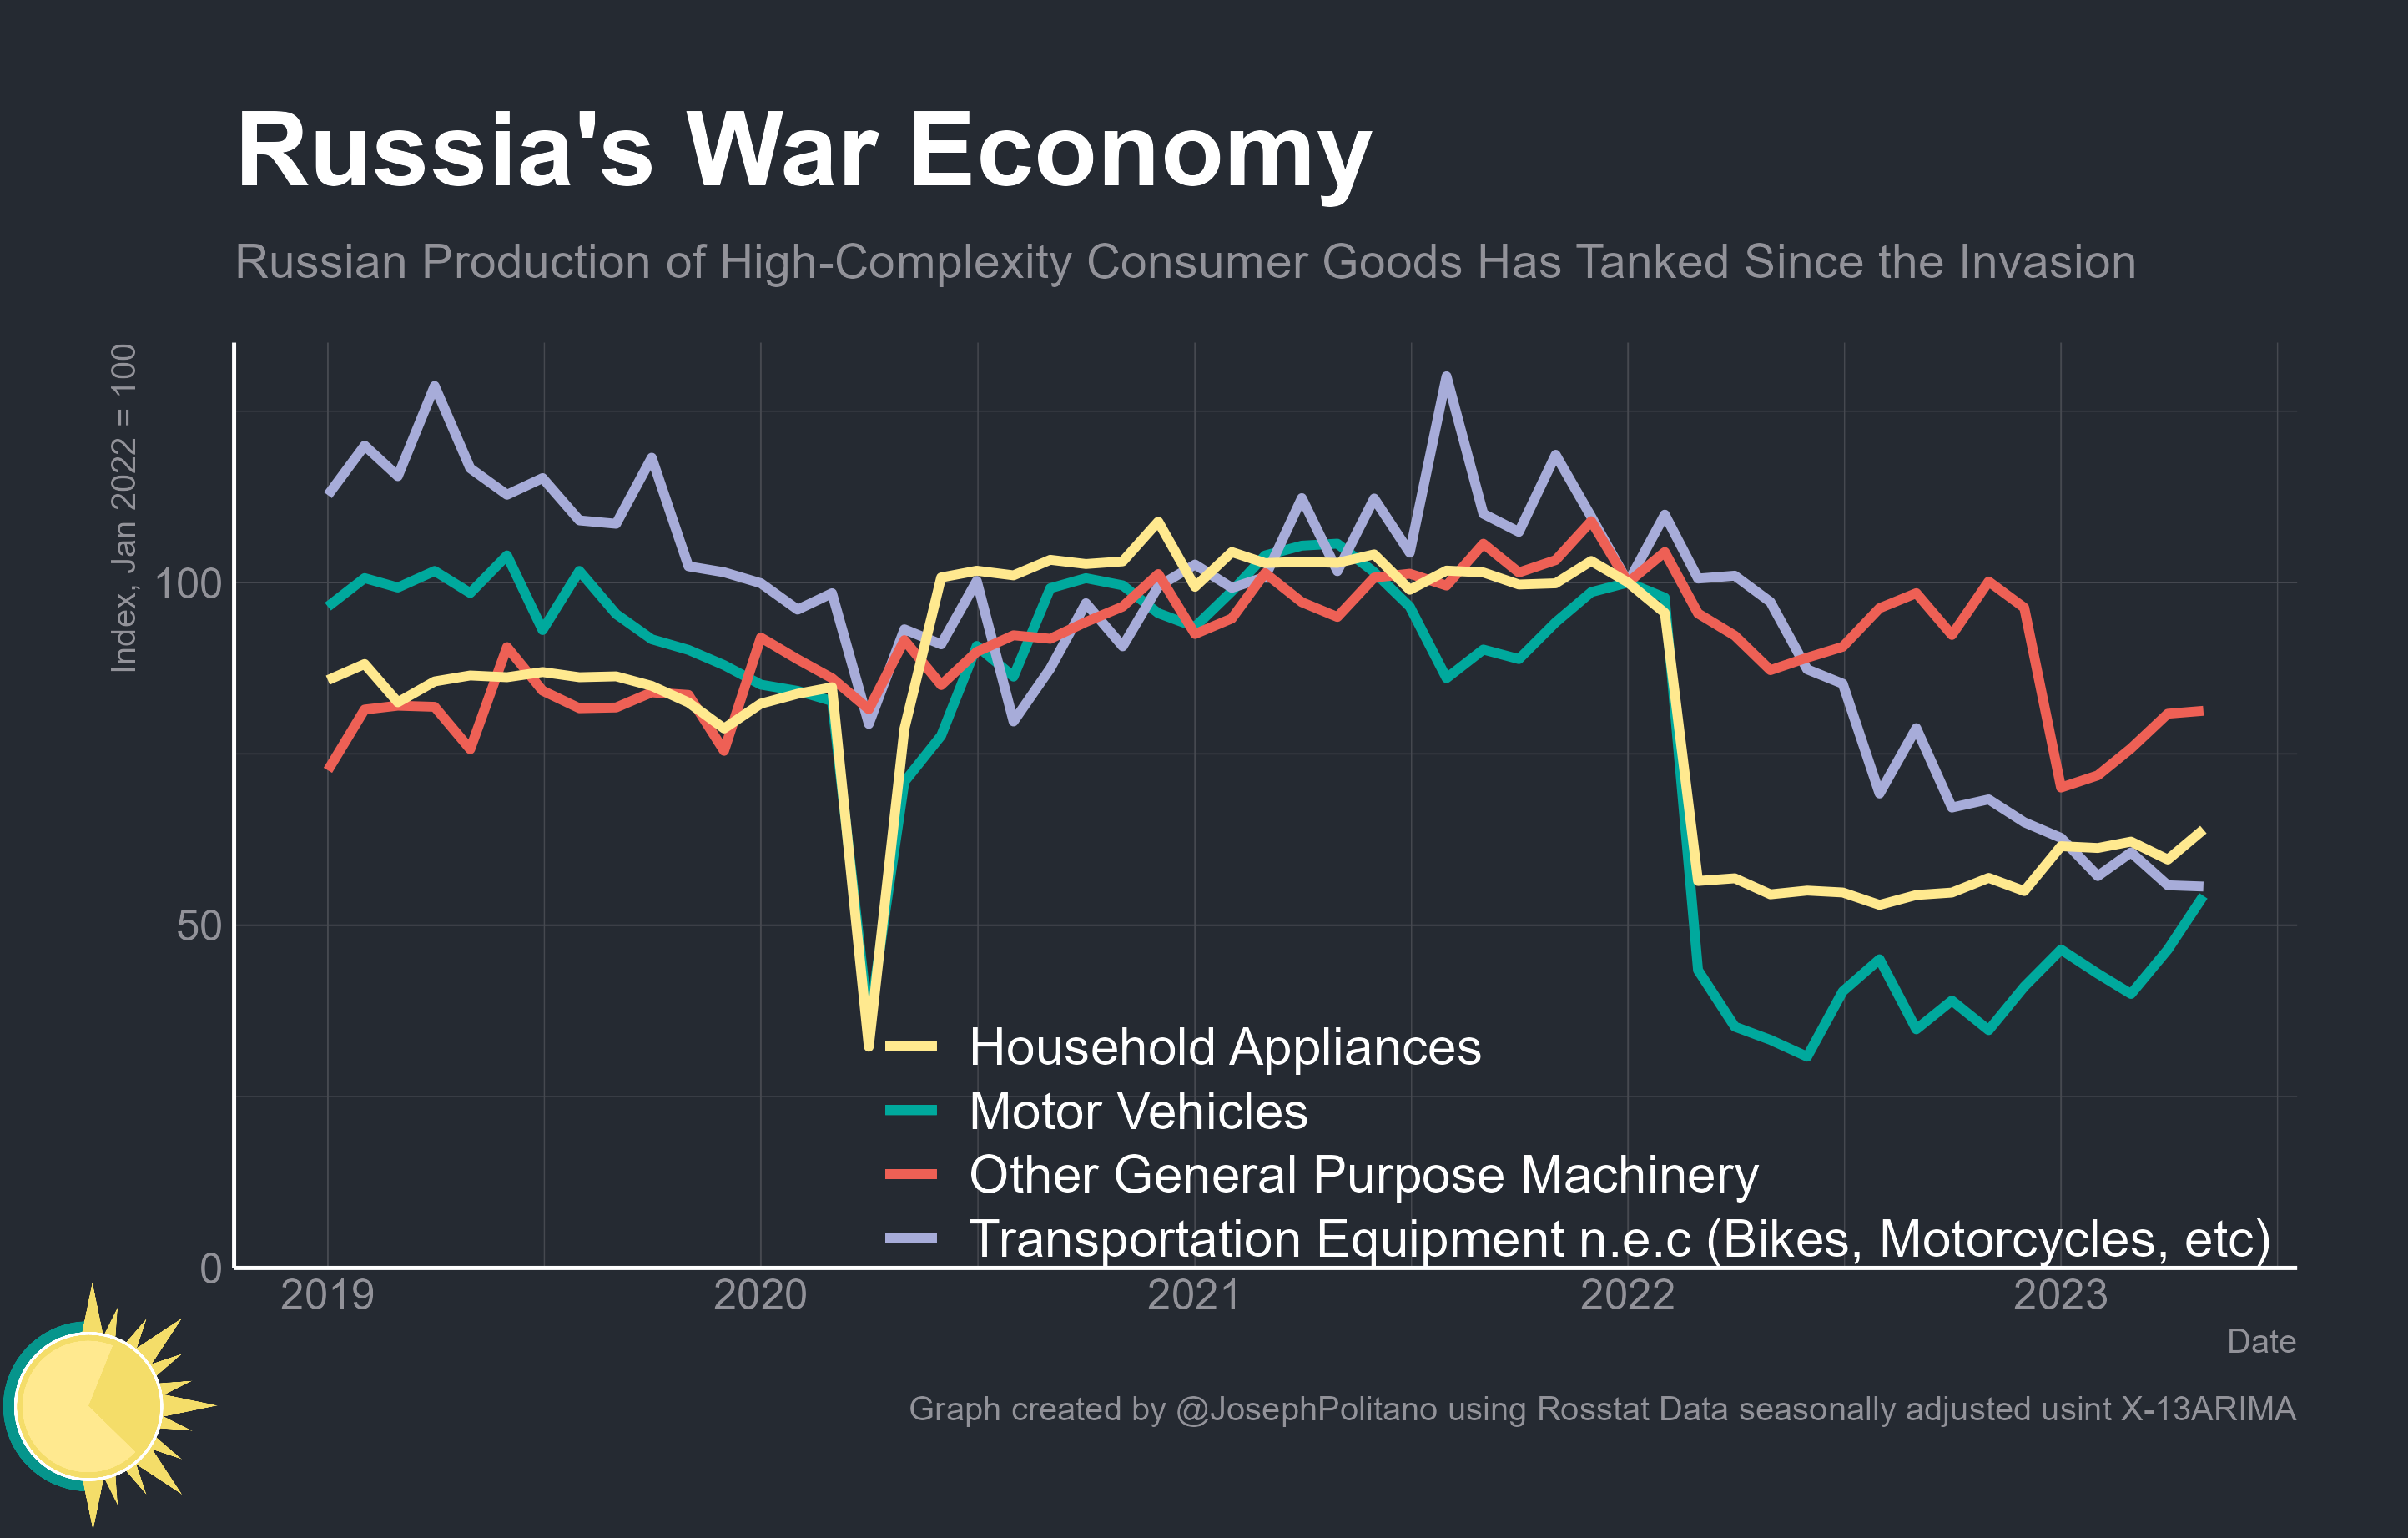 Russia's War Economy
Russian Production of High-Complexity Consumer Goods Has Tanked Since the Invasion
Index, Jan 2022 = 100
100
50
0
Household Appliances
Motor Vehicles
Other General Purpose Machinery
Transportation Equipment n.e.c (Bikes, Motorcycles, etc)
2019 2020 2021 2022 2023
Date
Graph created by @JosephPolitano using Rosstat Data seasonally adjusted usint X-13ARIMA